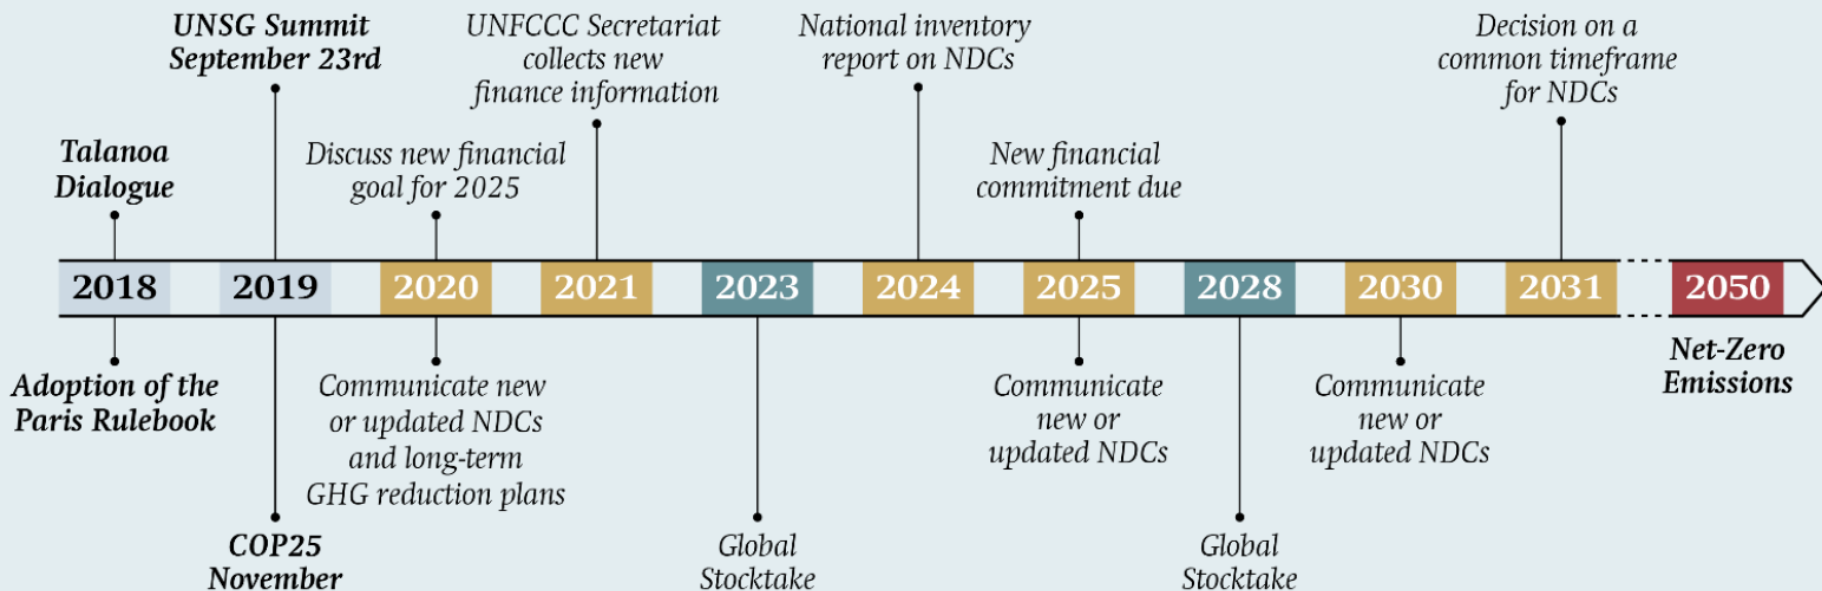 UNSG Summit
September 23rd
UNFCCC Secretariat
collects new
finance information
National inventory
report on NDCs
Decision on a
common timeframe
for NDCs
Talanoa
Dialogue
Discuss new financial
goal for 2025
New financial
commitment due
2018
2019
2020
2021
2023
2024
2025
2028
2030
2031
2050
Adoption of the
Paris Rulebook
Communicate new
or updated NDCs
and long-term
GHG reduction plans
Communicate
new or
updated NDCs
Communicate
new or
updated NDCs
Net-Zero
Emissions
COP25
November
Global
Stocktake
Global
Stocktake